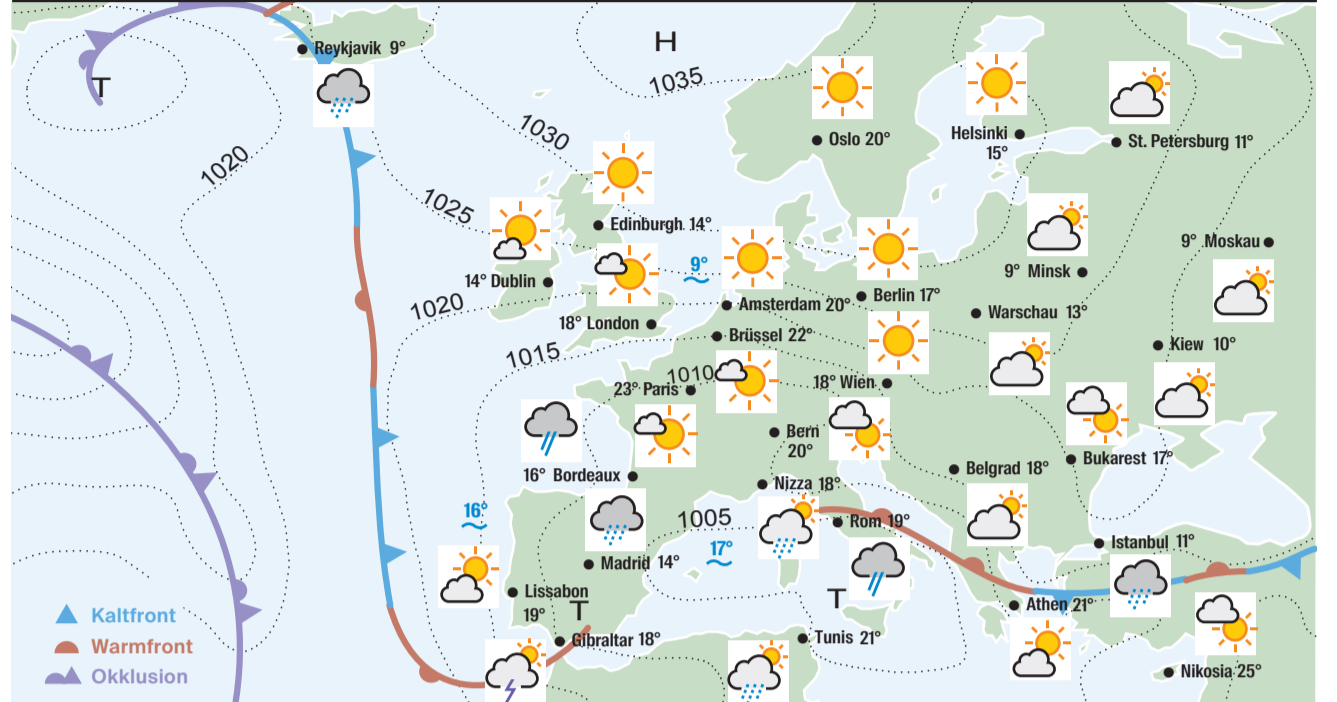 Reykjavik 9°
H
1035
T
1030
Oslo 20°
Helsinki
15°
St. Petersburg 11°
1020
1025
Edinburgh 14°
9° Moskau
9°
9° Minsk
14° Dublin
Berlin 17°
1020
Amsterdam 20°
Warschau 13°
18° London
Brüssel 22°
Kiew 10°
1015
1010
23° Paris
18° Wien
Bern
20°
Bukarest 17°
16° Bordeaux
Belgrad 18°
Nizza 18°
16°
1005
Rom 19°
17°
Istanbul 11°
Madrid 14°
Lissabon
19°
T
T
Athen 21°
Kaltfront
Gibraltar 18°
Tunis 21°
Warmfront
Okklusion
Nikosia 25°